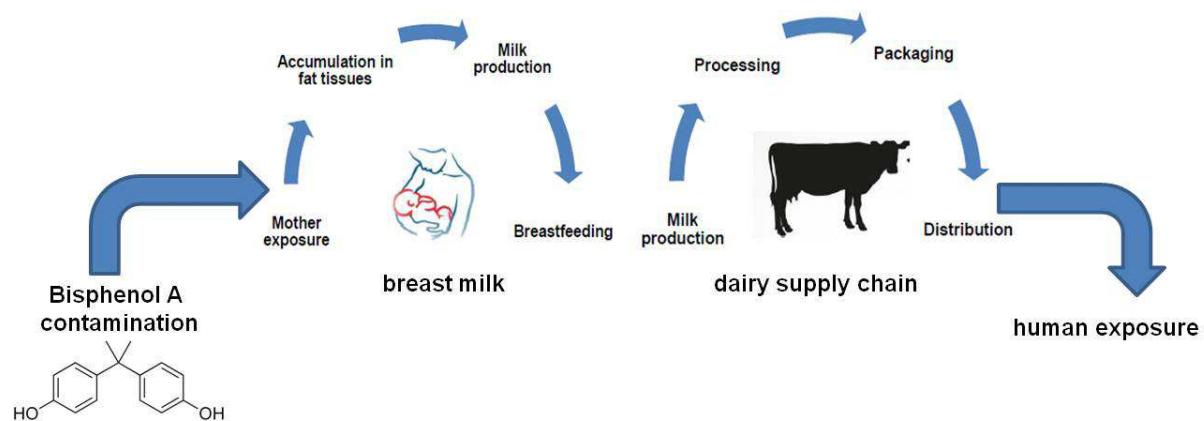 Accumulation in
fat tissues
Milk
production
Mother
exposure
Breastfeeding
breast milk
Processing
Packaging
Milk
production
Distribution
dairy supply chain
Bisphenol A
contamination
HO
OH
human exposure